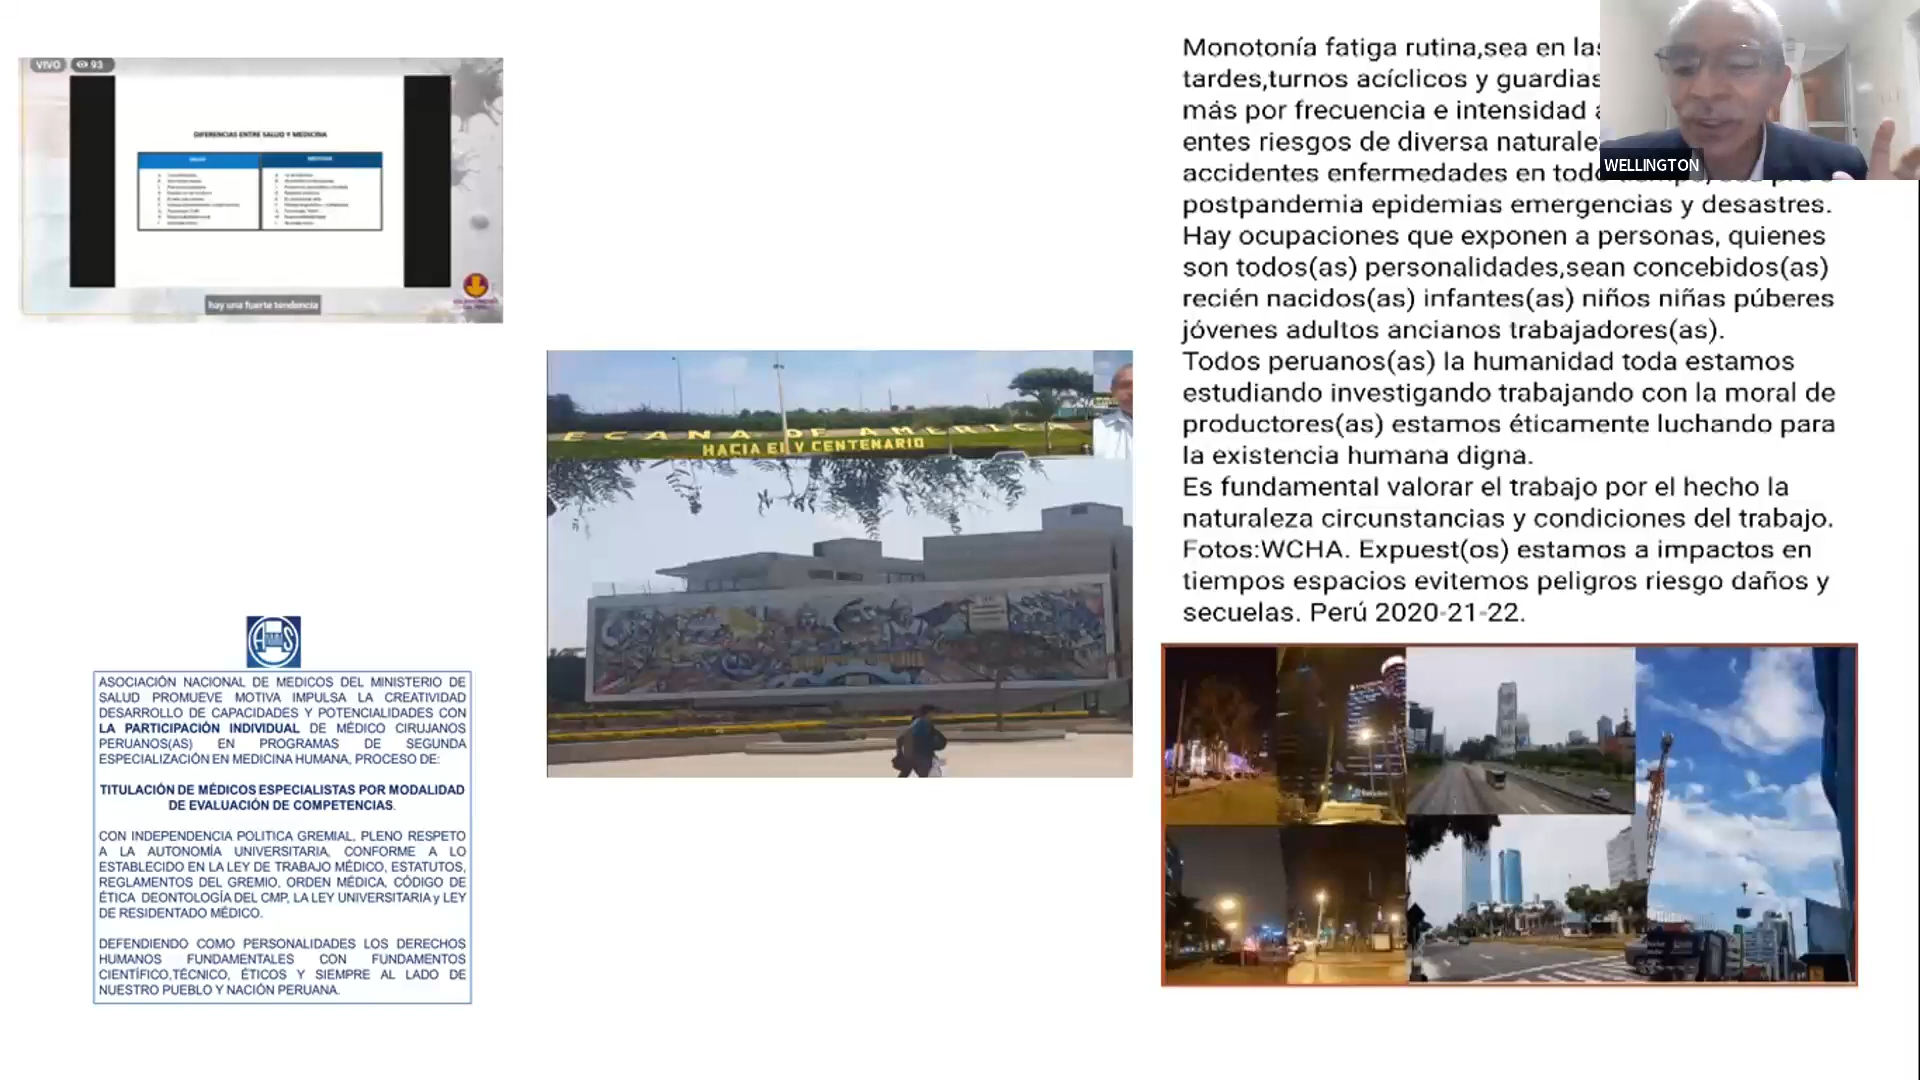 VIVO 93
DIFERENCIAS ENTRE SALUD Y MEDICINA
SALUD MEDICINA
hay una fuerte tendencia
ECANA DE AMERICA
HACIA EL V CENTENARIO
ASOCIACIÓN NACIONAL DE MEDICOS DEL MINISTERIO DE
SALUD PROMUEVE MOTIVA IMPULSA LA CREATIVIDAD
DESARROLLO DE CAPACIDADES Y POTENCIALIDADES CON
LA PARTICIPACIÓN INDIVIDUAL DE MÉDICO CIRUJANOS
PERUANOS(AS) EN PROGRAMAS DE SEGUNDA
ESPECIALIZACIÓN EN MEDICINA HUMANA, PROCESO DE:
TITULACIÓN DE MÉDICOS ESPECIALISTAS POR MODALIDAD
DE EVALUACIÓN DE COMPETENCIAS.
CON INDEPENDENCIA POLITICA GREMIAL, PLENO RESPETO
A LA AUTONOMÍA UNIVERSITARIA, CONFORME A LO
ESTABLECIDO EN LA LEY DE TRABAJO MÉDICO, ESTATUTOS,
REGLAMENTOS DEL GREMIO, ORDEN MÉDICA, CÓDIGO DE
ÉTICA DEONTOLOGÍA DEL CMP, LA LEY UNIVERSITARIA y LEY
DE RESIDENTADO MÉDICO.
DEFENDIENDO COMO PERSONALIDADES LOS DERECHOS
HUMANOS FUNDAMENTALES CON FUNDAMENTOS
CIENTÍFICO,TÉCNICO, ÉTICOS Y SIEMPRE AL LADO DE
NUESTRO PUEBLO Y NACIÓN PERUANA.
Monotonía fatiga rutina,sea en las
tardes,turnos acíclicos y guardias
más por frecuencia e intensidad
entes riesgos de diversa naturale
accidentes enfermedades en todo
postpandemia epidemias emergencias y desastres.
Hay ocupaciones que exponen a personas, quienes
son todos(as) personalidades,sean concebidos(as)
recién nacidos(as) infantes(as) niños niñas púberes
jóvenes adultos ancianos trabajadores(as).
Todos peruanos(as) la humanidad toda estamos
estudiando investigando trabajando con la moral de
productores(as) estamos éticamente luchando para
la existencia humana digna.
Es fundamental valorar el trabajo por el hecho la
naturaleza circunstancias y condiciones del trabajo.
Fotos:WCHA. Expuest(os) estamos a impactos en
tiempos espacios evitemos peligros riesgo daños y
secuelas. Perú 2020-21-22.
WELLINGTON